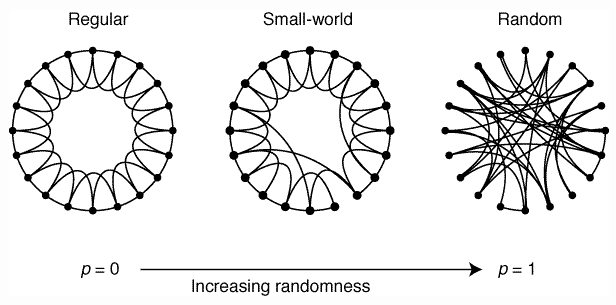 Regular
Small-world
Random
p = 0
p = 1
Increasing randomness